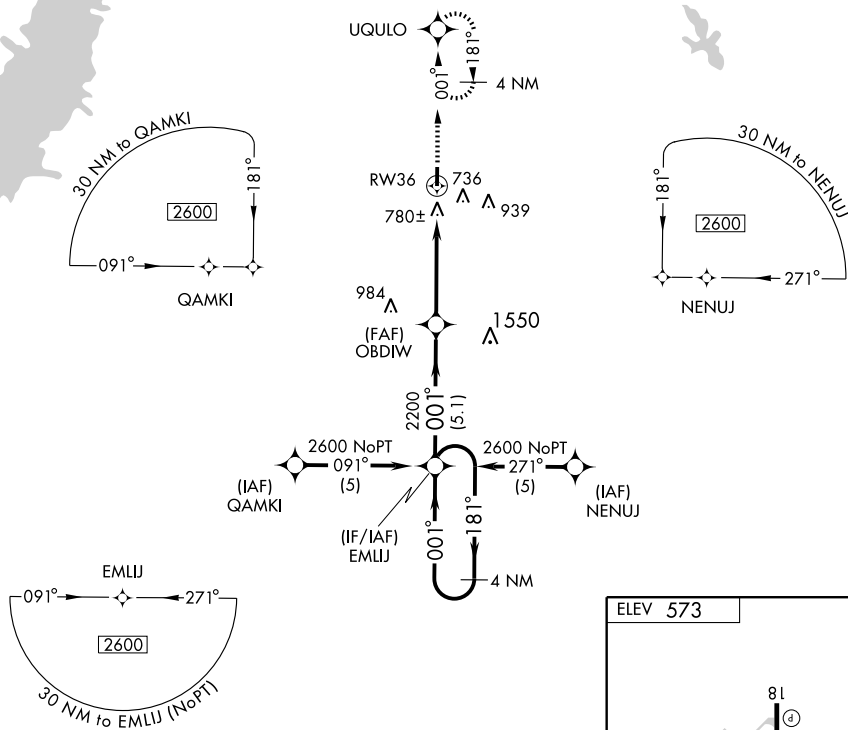 UQULO
001°
181°
4 NM
30 NM to QAMKI
181°
2600
091°
QAMKI
30 NM to NENUJ
181°
2600
271°
NENUJ
RW36
736
780±
939
984
(FAF)
OBDIW
1550
2200
001°
(5.1)
2600 NoPT
091°
(5)
2600 NoPT
271°
(5)
(IAF)
QAMKI
(IAF)
NENUJ
(IF/IAF)
EMLIJ
001°
181°
4 NM
EMLIJ
091°
271°
2600
30 NM to EMLIJ (NoPT)
ELEV 573
18
P